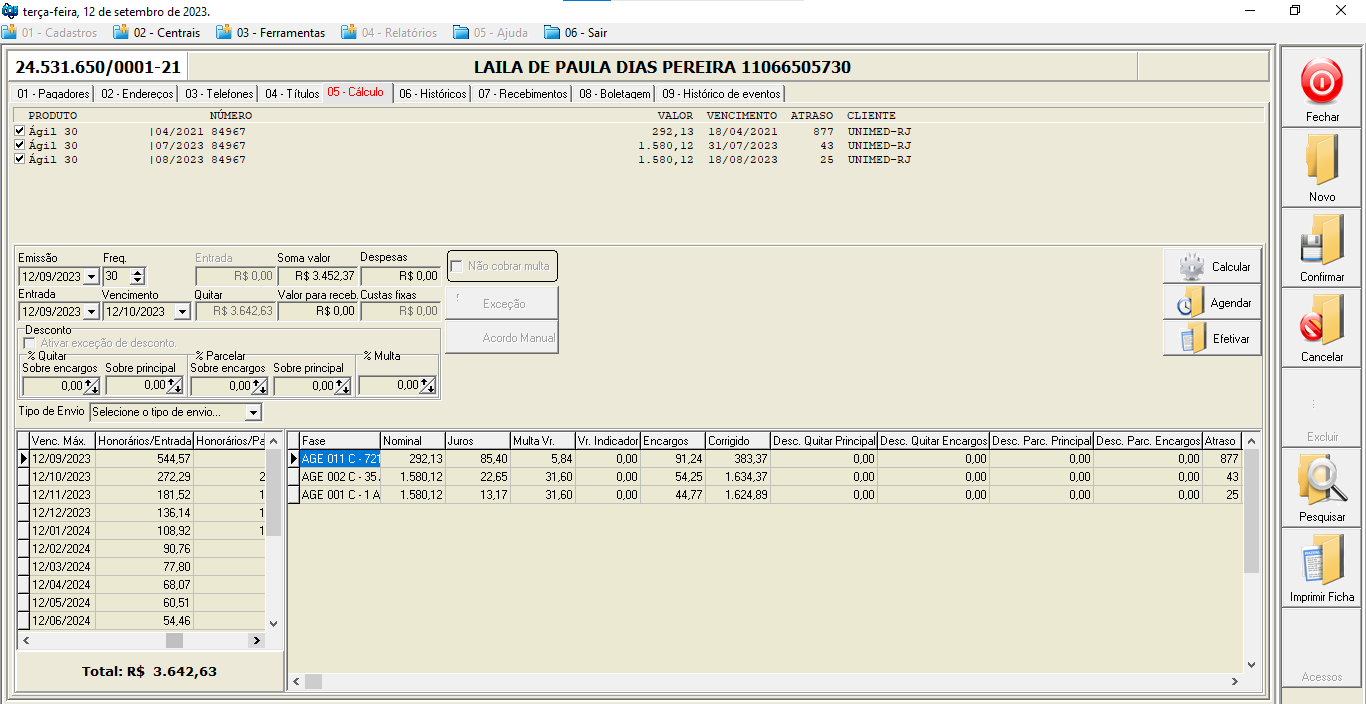 terça-feira, 12 de setembro de 2023.
01 - Cadastros 02 - Centrais 03 - Ferramentas 04 - Relatórios 05 - Ajuda 06 - Sair
24.531.650/0001-21 LAILA DE PAULA DIAS PEREIRA 11066505730
01 - Pagadores 02 - Endereços 03 - Telefones 04 - Títulos 05 - Cálculo 06 - Históricos 07 - Recebimentos 08 - Boletagem 09 - Histórico de eventos
PRODUTO NÚMERO VALOR VENCIMENTO ATRASO CLIENTE
Ágil 30 |04/2021 84967 292,13 18/04/2021 877 UNIMED-RJ
Ágil 30 |07/2023 84967 1.580,12 31/07/2023 43 UNIMED-RJ
Ágil 30 |08/2023 84967 1.580,12 18/08/2023 25 UNIMED-RJ
Emissão Freq. Entrada Soma valor Despesas
12/09/2023 30 R$ 0,00 R$ 3.452,37 R$ 0,00 Não cobrar multa
Entrada Vencimento Quitar Valor para receb. Custas fixas
12/09/2023 12/10/2023 R$ 3.642,63 R$ 0,00 R$ 0,00
Exceção
Acordo Manual
Desconto
Ativar exceção de desconto.
% Quitar % Parcelar % Multa
Sobre encargos Sobre principal Sobre encargos Sobre principal
0,00 0,00 0,00 0,00 0,00
Tipo de Envio Selecione o tipo de envio...
Calcular
Agendar
Efetivar
Venc. Máx. Honorários/Entrada Honorários/Pa
12/09/2023 544,57
12/10/2023 272,29 2
12/11/2023 181,52 1
12/12/2023 136,14 1
12/01/2024 108,92 1
12/02/2024 90,76
12/03/2024 77,80
12/04/2024 68,07
12/05/2024 60,51
12/06/2024 54,46
Total: R$ 3.642,63
Fase Nominal Juros Multa Vr. Vr. Indicador Encargos Corrigido Desc. Quitar Principal Desc. Quitar Encargos Desc. Parc. Principal Desc. Parc. Encargos Atraso
AGE 011 C - 721 292,13 85,40 5,84 0,00 91,24 383,37 0,00 0,00 0,00 0,00 877
AGE 002 C - 35. 1.580,12 22,65 31,60 0,00 54,25 1.634,37 0,00 0,00 0,00 0,00 43
AGE 001 C - 1 A 1.580,12 13,17 31,60 0,00 44,77 1.624,89 0,00 0,00 0,00 0,00 25
Fechar
Novo
Confirmar
Cancelar
Excluir
Pesquisar
Imprimir Ficha
Acessos